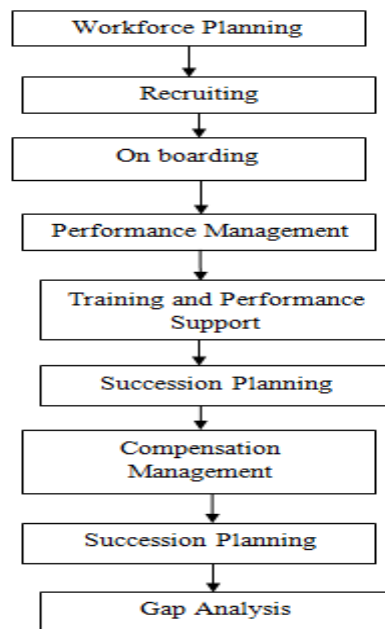 Workforce Planning
Recruiting
On boarding
Performance Management
Training and Performance
Support
Succession Planning
Compensation
Management
Succession Planning
Gap Analysis